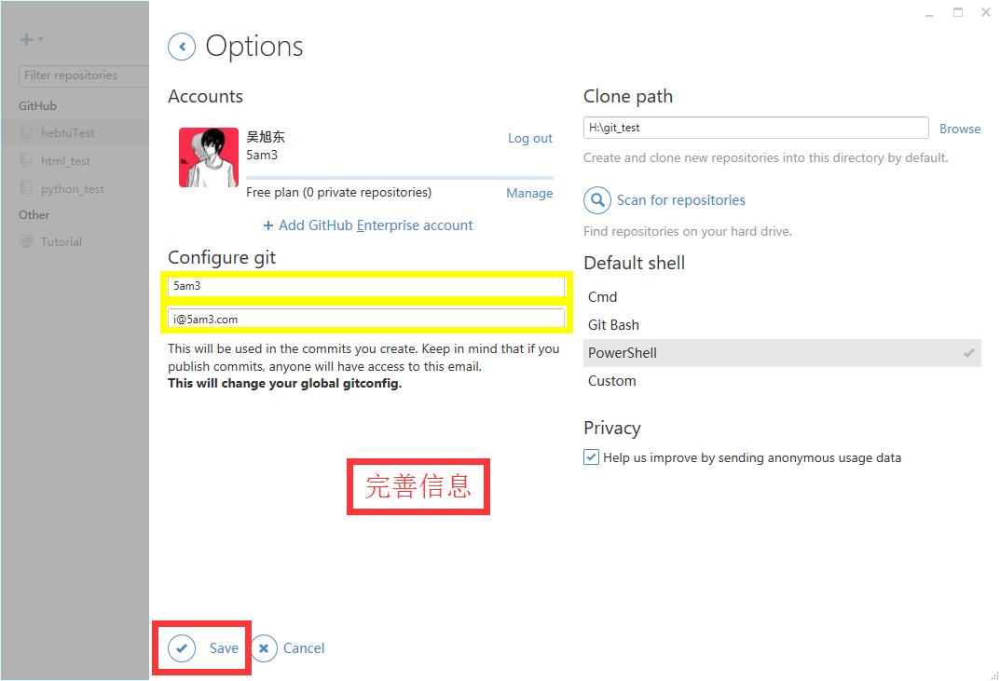 Filter repositories
GitHub
hebtuTest
html_test
python_test
Other
Tutorial
Options
Accounts
吴旭东
5am3
Log out
Free plan (0 private repositories)
Manage
+ Add GitHub Enterprise account
Configure git
5am3
i@5am3.com
This will be used in the commits you create. Keep in mind that if you
publish commits, anyone will have access to this email.
This will change your global gitconfig.
完善信息
Save
Cancel
Clone path
H:\git_test
Browse
Create and clone new repositories into this directory by default.
Scan for repositories
Find repositories on your hard drive.
Default shell
Cmd
Git Bash
PowerShell
Custom
Privacy
Help us improve by sending anonymous usage data